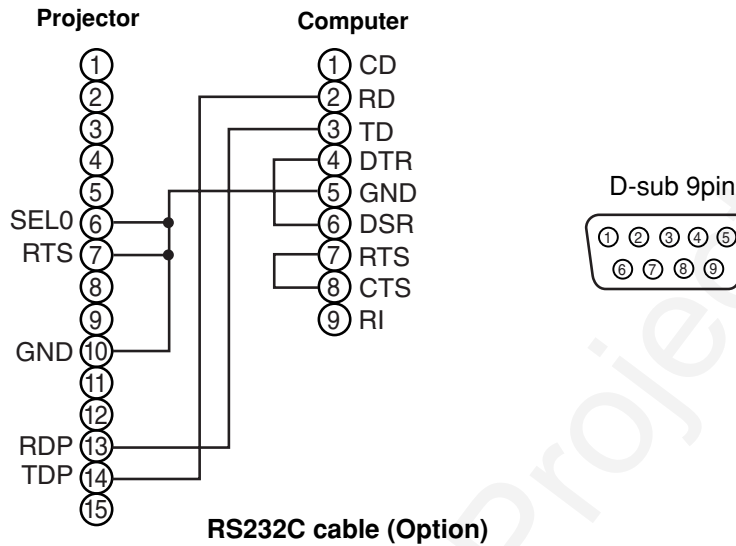 Projector
Computer
1
2
3
4
5
SEL0 6
RTS 7
8
9
GND 10
11
12
RDP 13
TDP 14
15
1 CD
2 RD
3 TD
4 DTR
5 GND
6 DSR
7 RTS
8 CTS
9 RI
D-sub 9pin
1 2 3 4 5
6 7 8 9
RS232C cable (Option)
Project